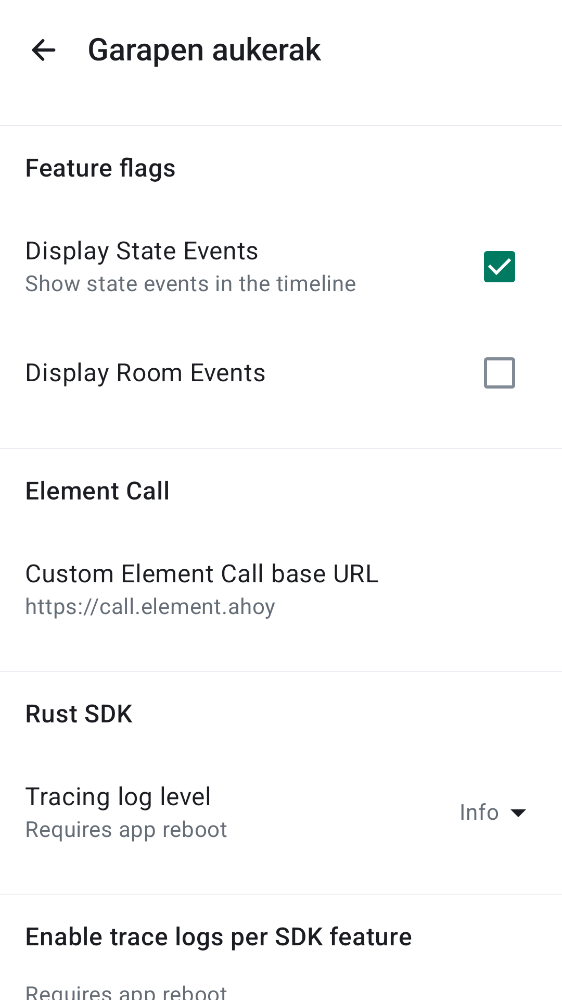 Garapen aukerak
Feature flags
Display State Events
Show state events in the timeline
Display Room Events
Element Call
Custom Element Call base URL
https://call.element.ahoy
Rust SDK
Tracing log level
Requires app reboot
Info
Enable trace logs per SDK feature
Requires app reboot